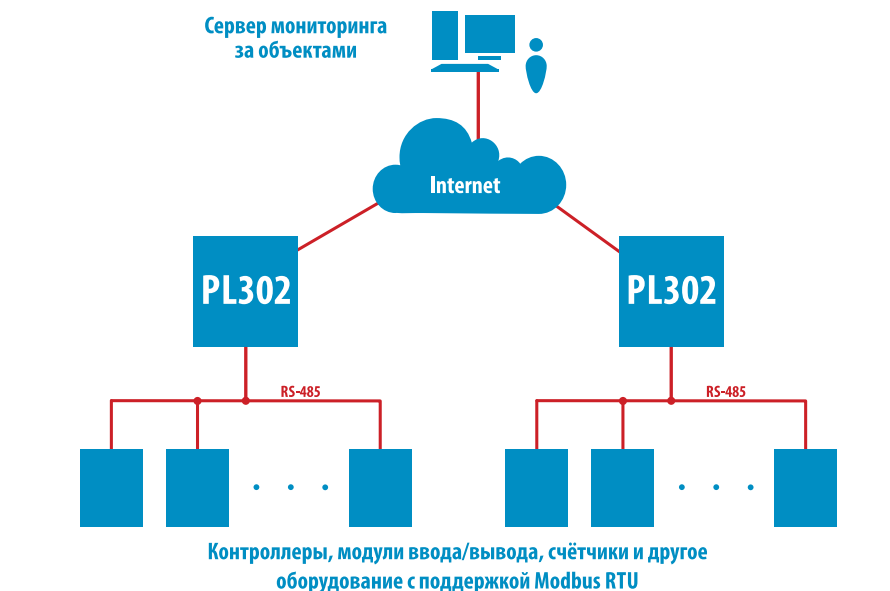 Сервер мониторинга
за объектами
Internet
PL302
PL302
RS-485
RS-485
Контроллеры, модули ввода/вывода, счётчики и другое
оборудование с поддержкой Modbus RTU